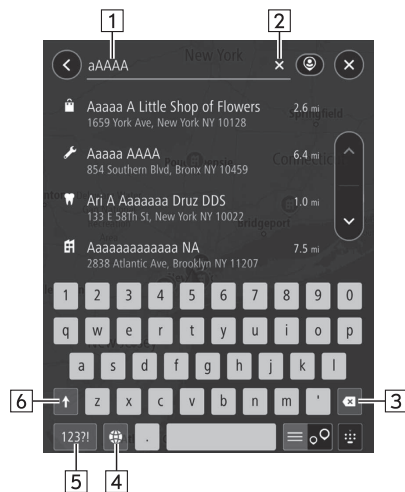 1
2
New York
aAAAA
Aaaaa A Little Shop of Flowers
1659 York Ave, New York NY 10128
2.6 mi
Springfield
Aaaaa AAAA
854 Southern Blvd, Bronx NY 10459
6.4 mi
Ari A Aaaaaaa Druz DDS
133 E 58Th St, New York NY 10022
1.0 mi
Bridgeport
Aaaaaaaaaaaaa NA
2838 Atlantic Ave, Brooklyn NY 11207
7.5 mi
1 2 3 4 5 6 7 8 9 0
q w e r t y u i o p
a s d f g h j k l
6
z x c v b n m '
3
123?! .
5
4